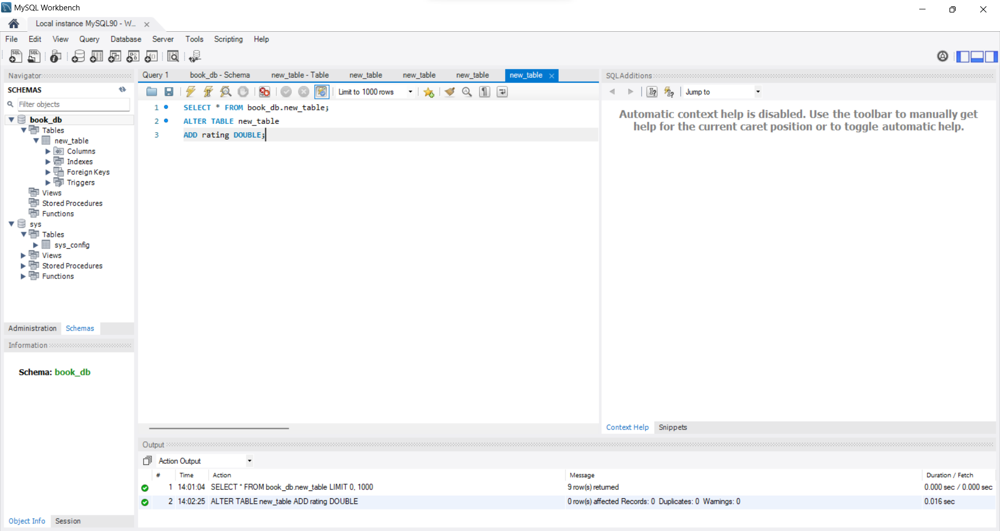 MySQL Workbench
Local instance MySQL90 - W...
File Edit View Query Database Server Tools Scripting Help
Navigator
SCHEMAS
Filter objects
book_db
Tables
new_table
Columns
Indexes
Foreign Keys
Triggers
Views
Stored Procedures
Functions
sys
Tables
sys_config
Views
Stored Procedures
Functions
Administration Schemas
Information
Schema: book_db
Object Info Session
Query 1 book_db - Schema new_table - Table new_table new_table new_table new_table
Limit to 1000 rows
1 SELECT * FROM book_db.new_table;
2 ALTER TABLE new_table
3 ADD rating DOUBLE;
SQLAdditions
Jump to
Automatic context help is disabled. Use the toolbar to manually get
help for the current caret position or to toggle automatic help.
Context Help Snippets
Output
Action Output
# Time Action Message Duration / Fetch
1 14:01:04 SELECT * FROM book_db.new_table LIMIT 0, 1000 9 row(s) returned 0.000 sec / 0.000 sec
2 14:02:25 ALTER TABLE new_table ADD rating DOUBLE 0 row(s) affected Records: 0 Duplicates: 0 Warnings: 0 0.016 sec